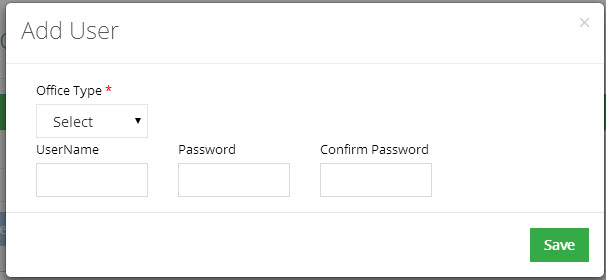 Add User
×
Office Type *
Select
UserName Password Confirm Password
Save